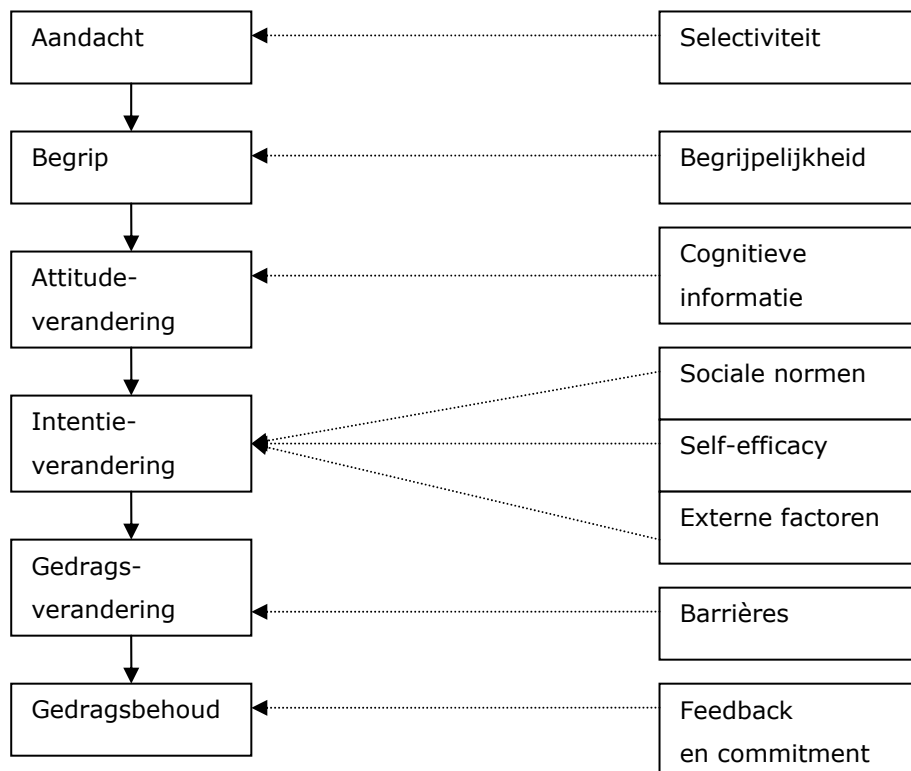 Aandacht
Selectiviteit
Begrip
Begrijpelijkheid
Attitude-
verandering
Cognitieve
informatie
Intentie-
verandering
Sociale normen
Self-efficacy
Externe factoren
Gedrags-
verandering
Barrières
Gedragsbehoud
Feedback
en commitment